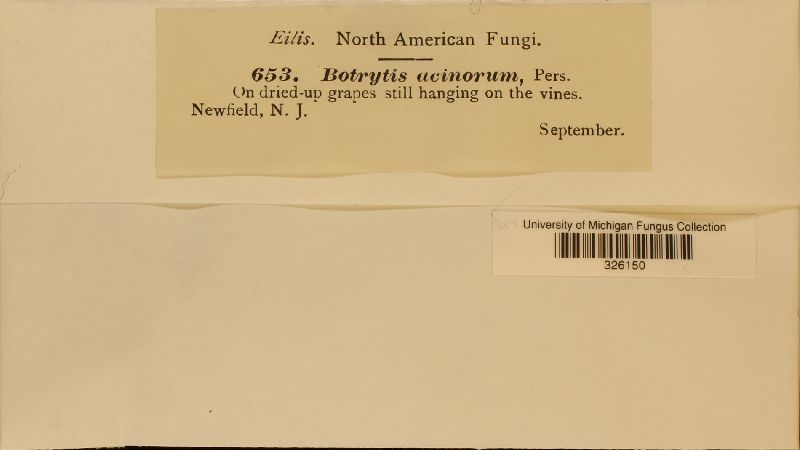 Ellis. North American Fungi.
653. Botrytis acinorum, Pers.
On dried-up grapes still hanging on the vines.
Newfield, N. J.
September.
University of Michigan Fungus Collection
326150